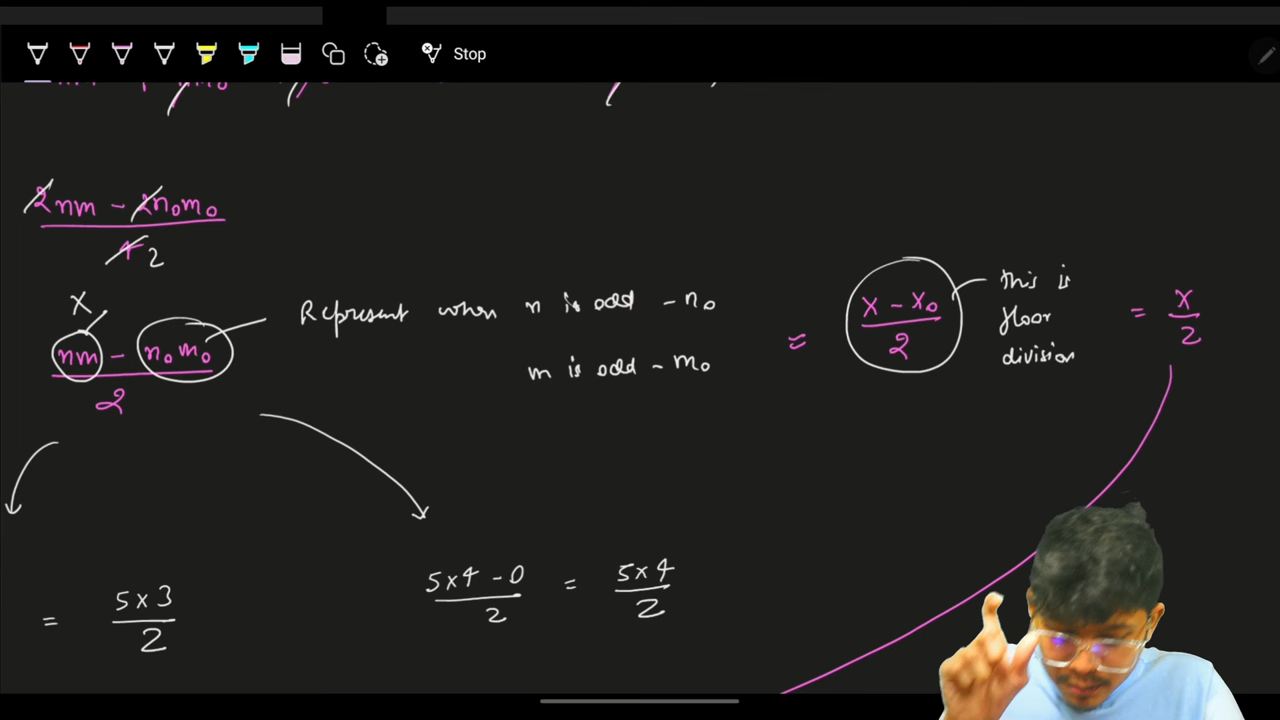 Stop
2nm - 2n₀m₀
4 2
X
nm - n₀m₀
2
Represent when n is odd - n₀
m is odd - m₀
≈ X - X₀ / 2
this is
floor
division
= X / 2
= 5x3 / 2
5x4 - 0 / 2 = 5x4 / 2